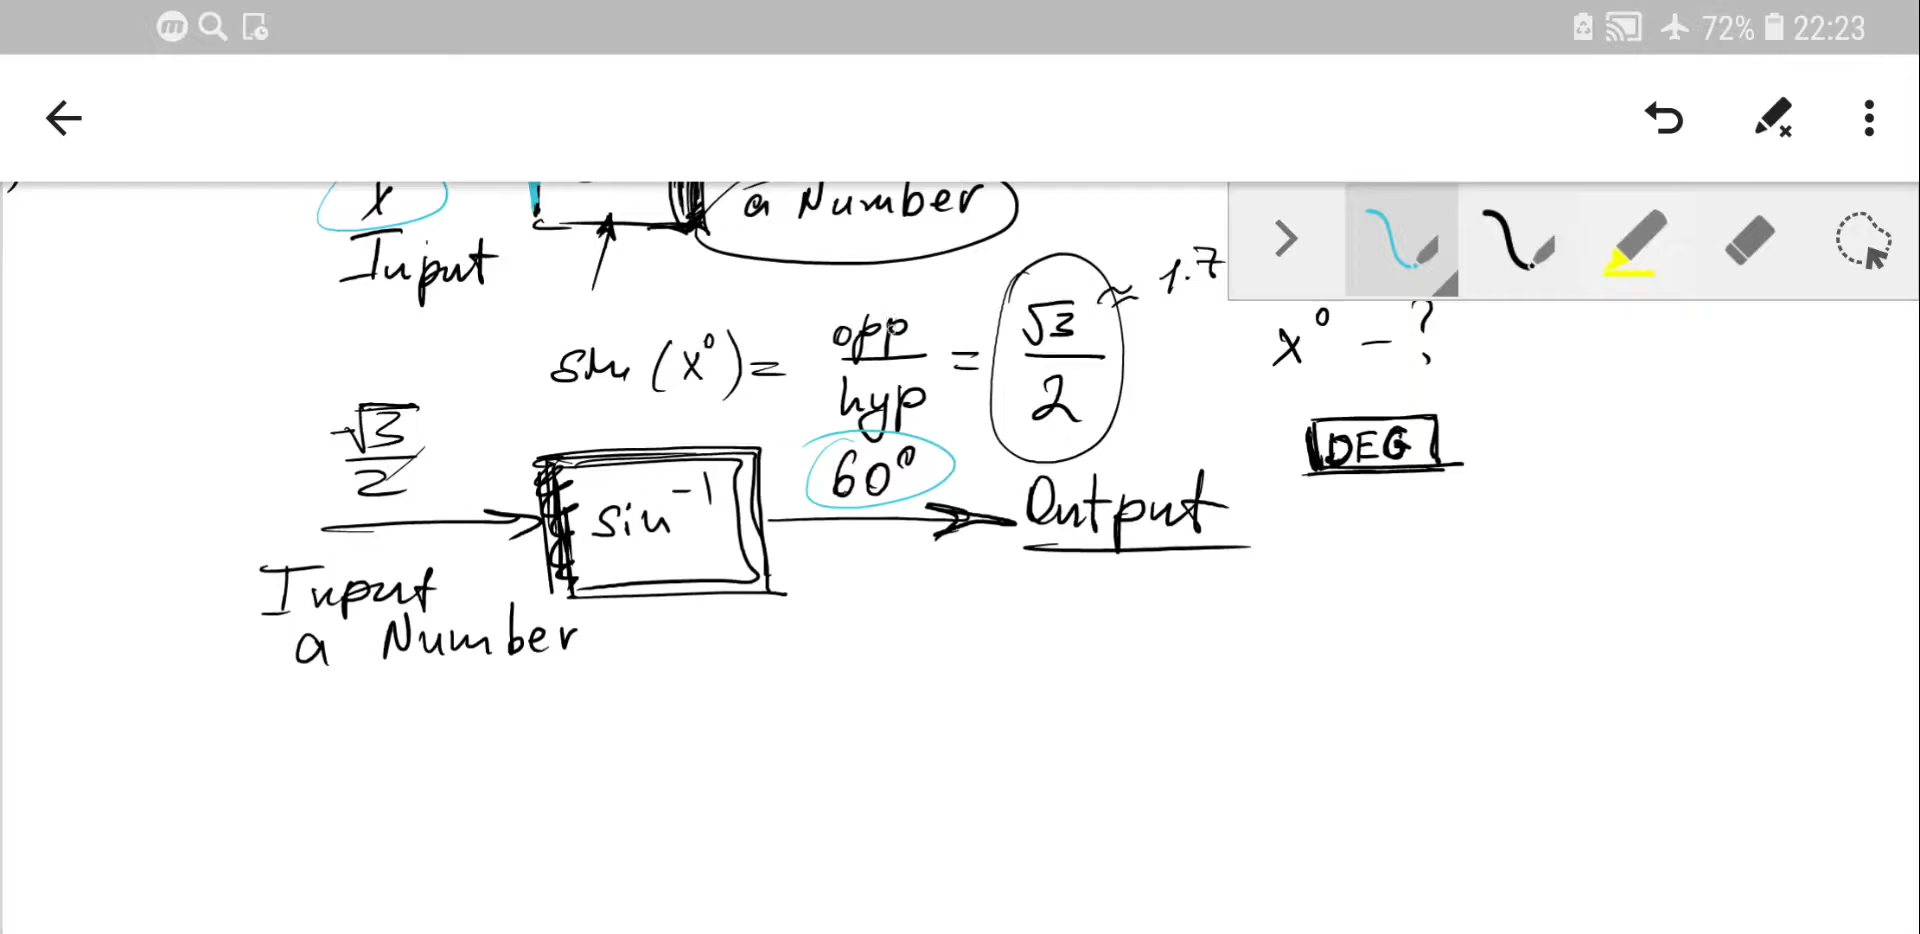 72% 22:23
x
a Number
Input
sin (x°) = opp/hyp = √3/2 ≈ 1.7
x° - ?
DEG
√3/2
sin⁻¹
60°
Output
Input
a Number